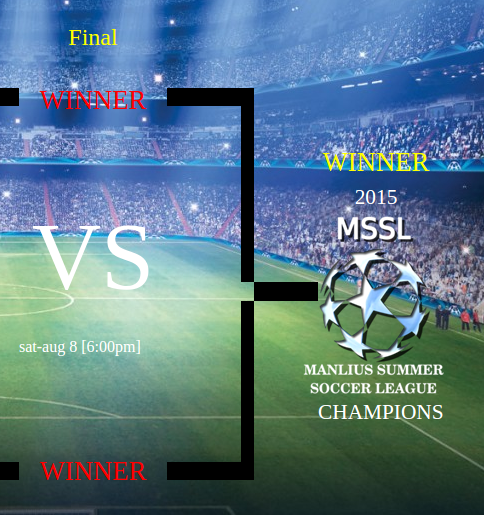 Final
WINNER
VS
sat-aug 8 [6:00pm]
WINNER
WINNER
2015
MSSL
MANLIUS SUMMER
SOCCER LEAGUE
CHAMPIONS